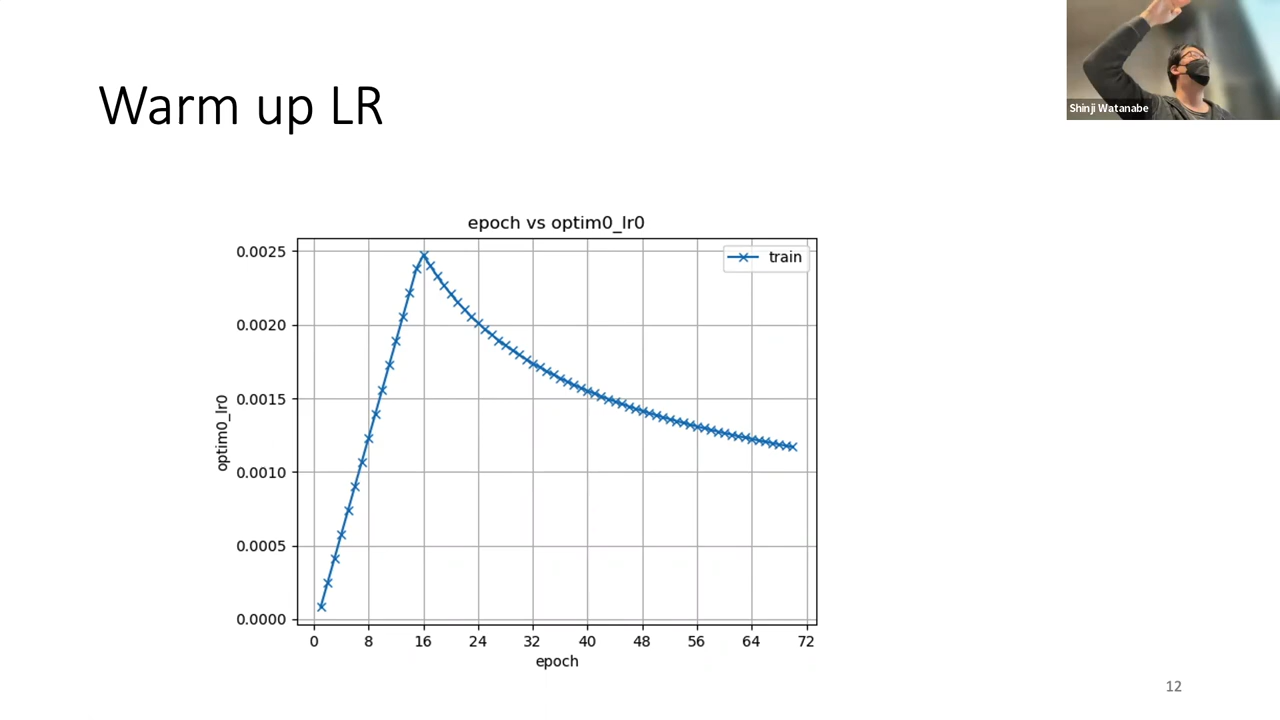 Warm up LR
Shinji Watanabe
epoch vs optim0_lr0
train
optim0_lr0
0.0025
0.0020
0.0015
0.0010
0.0005
0.0000
0 8 16 24 32 40 48 56 64 72
epoch
12